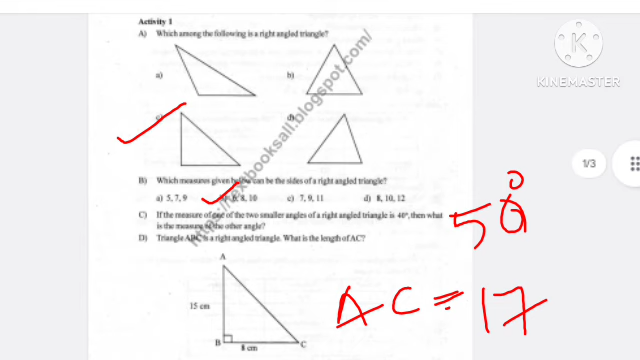 Activity 1
A) Which among the following is a right angled triangle?
a)
b)
c)
d)
B) Which measures given below can be the sides of a right angled triangle?
a) 5, 7, 9 b) 6, 8, 10 c) 7, 9, 11 d) 8, 10, 12
C) If the measure of one of the two smaller angles of a right angled triangle is 40°, then what
is the measure of the other angle?
D) Triangle ABC is a right angled triangle. What is the length of AC?
A
15 cm
B
8 cm
C
50°
AC = 17
https://textbooksall.blogspot.com/
K
KINEMASTER
1/3